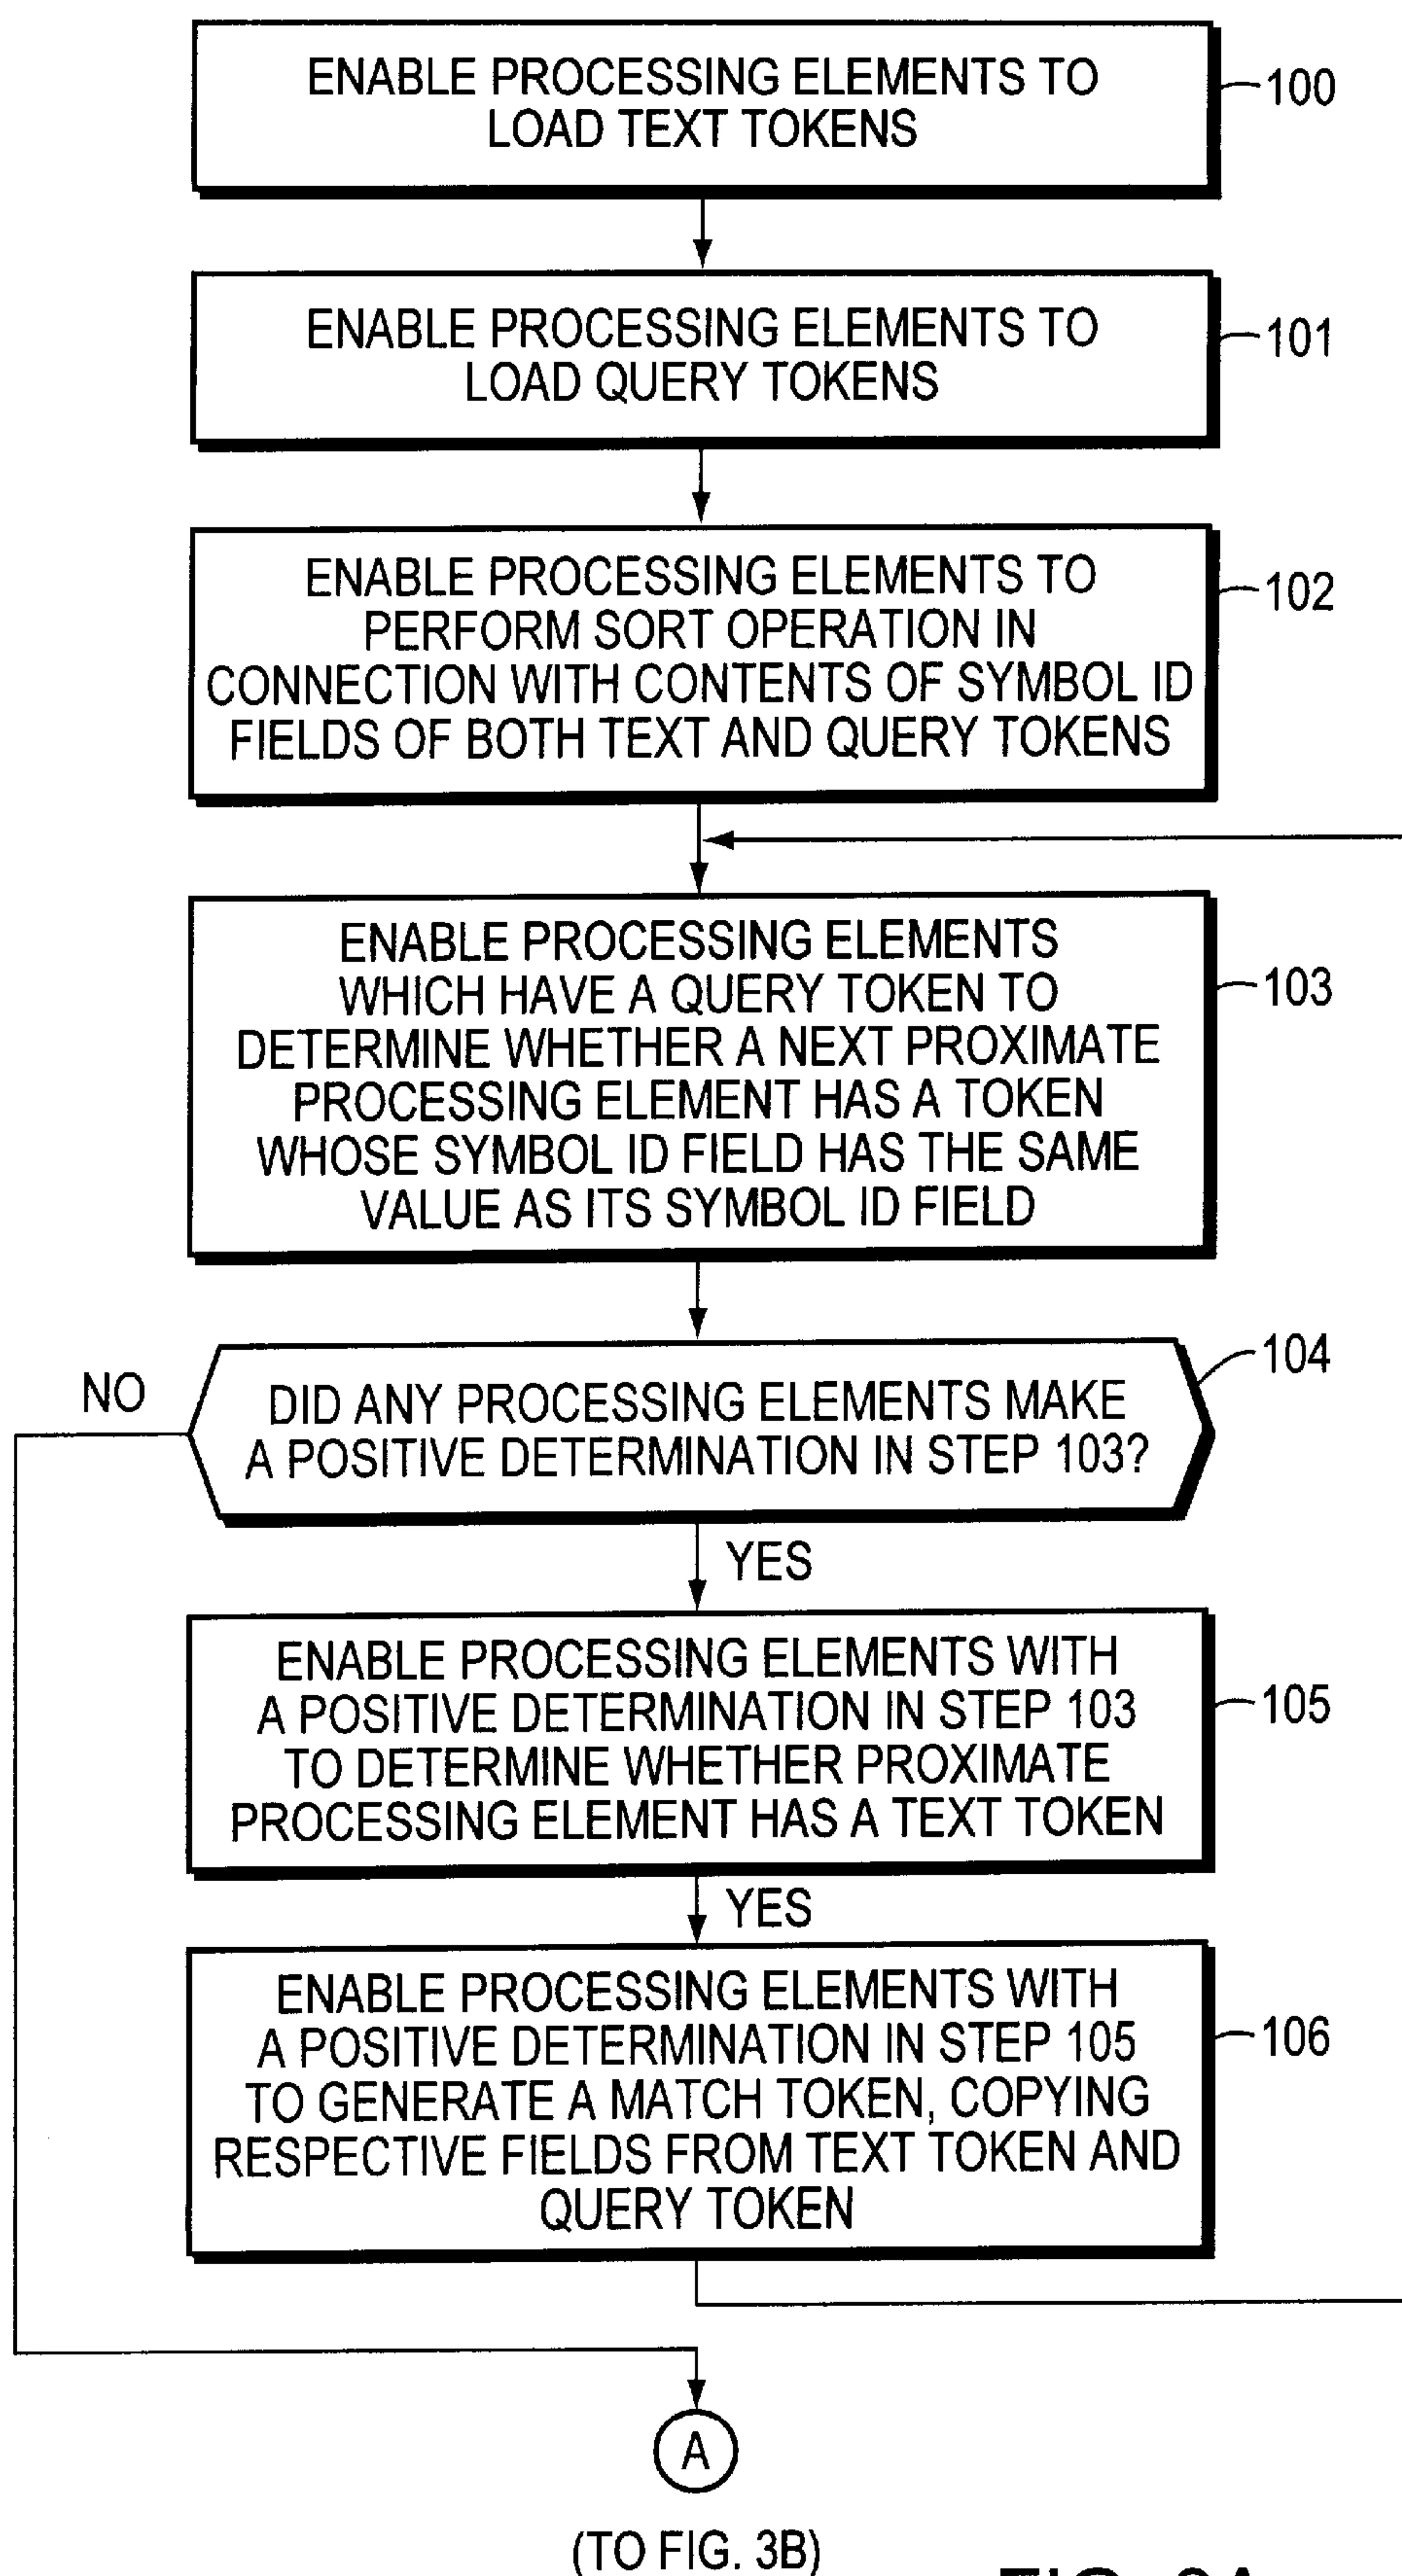 ENABLE PROCESSING ELEMENTS TO
LOAD TEXT TOKENS
100
ENABLE PROCESSING ELEMENTS TO
LOAD QUERY TOKENS
101
ENABLE PROCESSING ELEMENTS TO
PERFORM SORT OPERATION IN
CONNECTION WITH CONTENTS OF SYMBOL ID
FIELDS OF BOTH TEXT AND QUERY TOKENS
102
ENABLE PROCESSING ELEMENTS
WHICH HAVE A QUERY TOKEN TO
DETERMINE WHETHER A NEXT PROXIMATE
PROCESSING ELEMENT HAS A TOKEN
WHOSE SYMBOL ID FIELD HAS THE SAME
VALUE AS ITS SYMBOL ID FIELD
103
NO
DID ANY PROCESSING ELEMENTS MAKE
A POSITIVE DETERMINATION IN STEP 103?
104
YES
ENABLE PROCESSING ELEMENTS WITH
A POSITIVE DETERMINATION IN STEP 103
TO DETERMINE WHETHER PROXIMATE
PROCESSING ELEMENT HAS A TEXT TOKEN
105
YES
ENABLE PROCESSING ELEMENTS WITH
A POSITIVE DETERMINATION IN STEP 105
TO GENERATE A MATCH TOKEN, COPYING
RESPECTIVE FIELDS FROM TEXT TOKEN AND
QUERY TOKEN
106
A
(TO FIG. 3B)